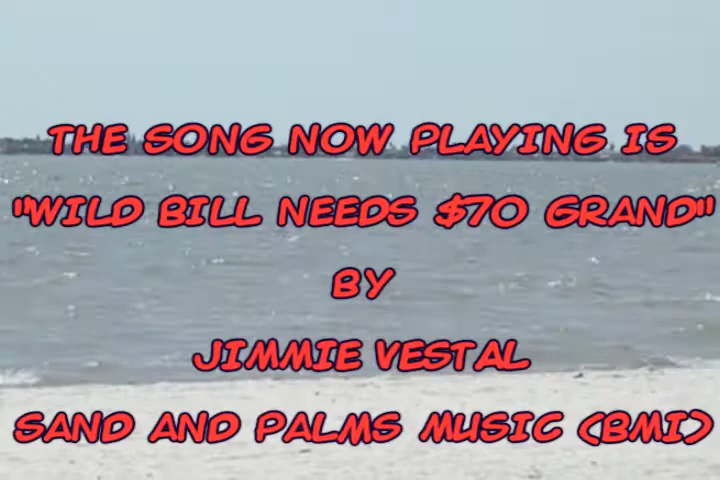 THE SONG NOW PLAYING IS
"WILD BILL NEEDS $70 GRAND"
BY
JIMMIE VESTAL
SAND AND PALMS MUSIC (BMI)